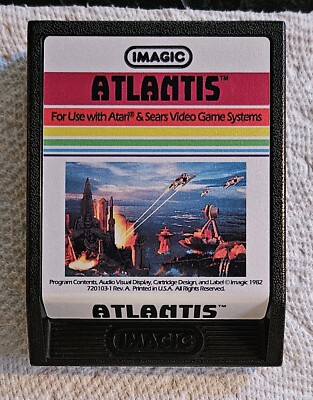 IMAGIC
ATLANTIS™
For Use with Atari® & Sears Video Game Systems
Program Contents, Audio Visual Display, Cartridge Design, and Label © Imagic 1982
720103-1 Rev. A. Printed in U.S.A. All Rights Reserved.
ATLANTIS™
IMAGIC